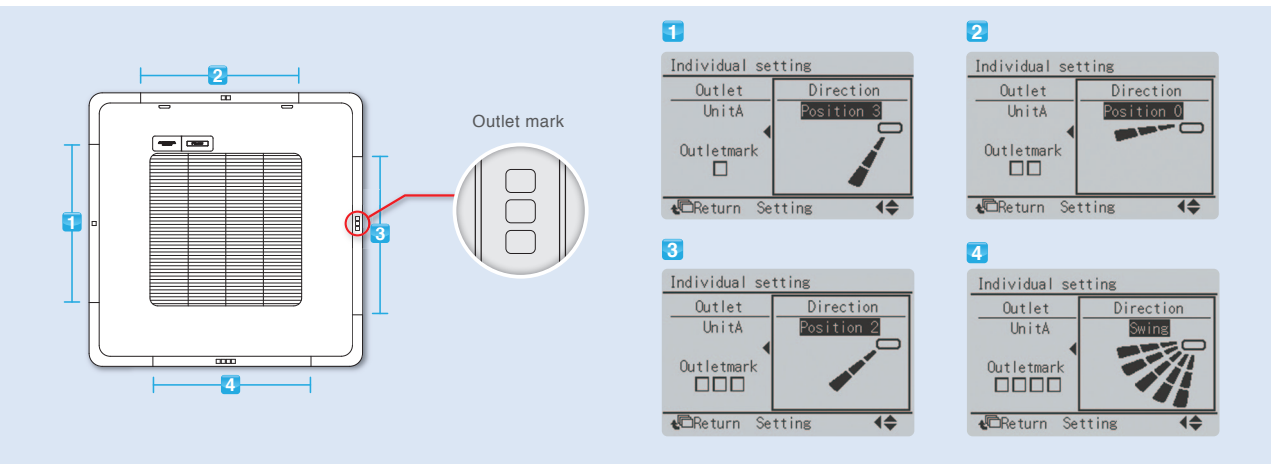 2
1
3
4
Outlet mark
1
Individual setting
Outlet Direction
UnitA Position 3
Outletmark
Return Setting
2
Individual setting
Outlet Direction
UnitA Position 0
Outletmark
Return Setting
3
Individual setting
Outlet Direction
UnitA Position 2
Outletmark
Return Setting
4
Individual setting
Outlet Direction
UnitA Swing
Outletmark
Return Setting